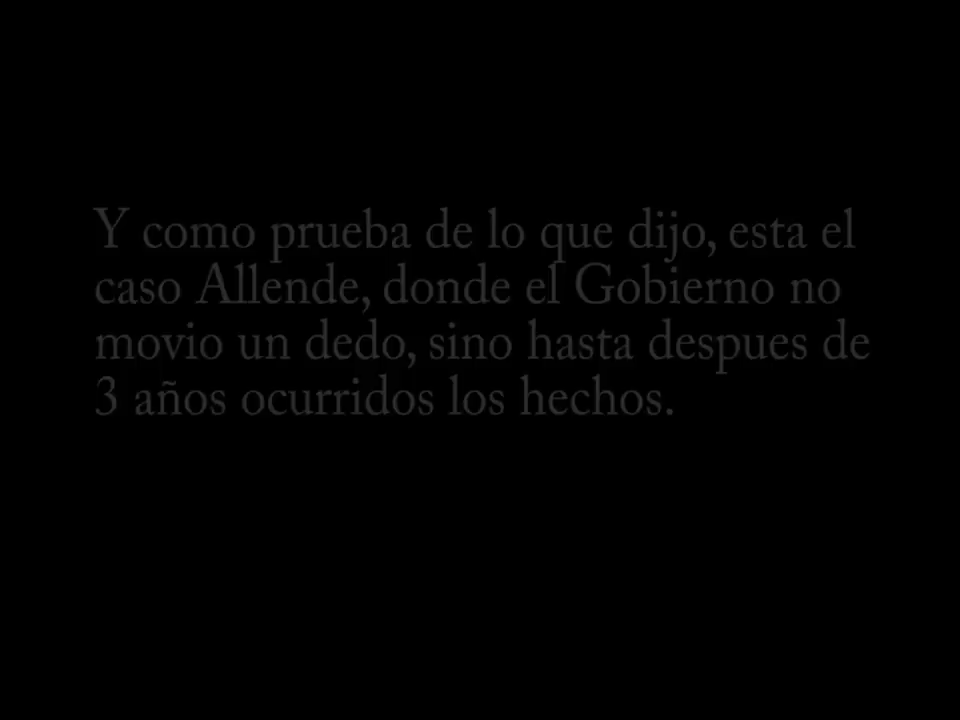 Y como prueba de lo que dijo, esta el
caso Allende, donde el Gobierno no
movio un dedo, sino hasta despues de
3 años ocurridos los hechos.